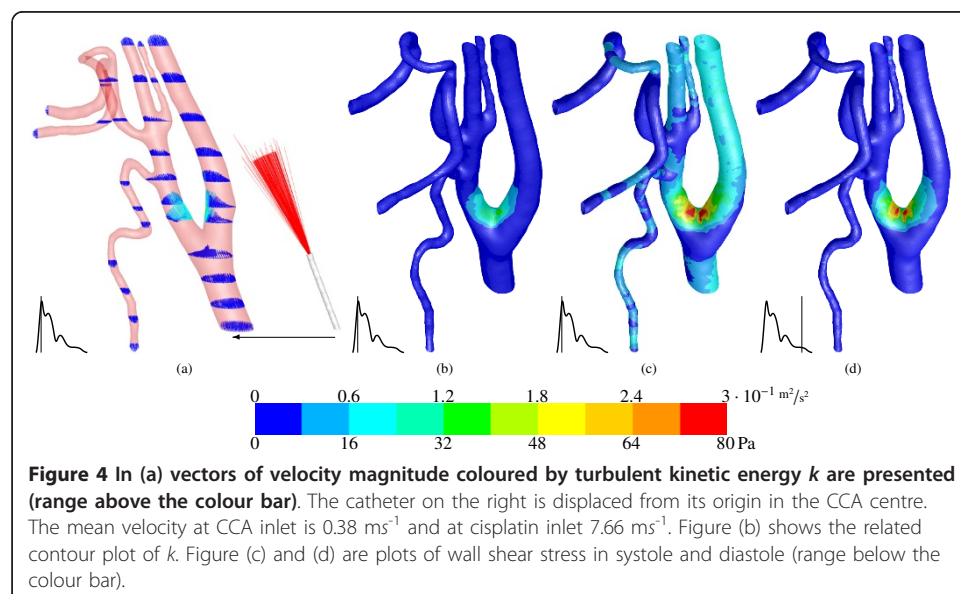 (a) (b) (c) (d)
0 0.6 1.2 1.8 2.4 3 · 10⁻¹ m²/s²
0 16 32 48 64 80 Pa
Figure 4 In (a) vectors of velocity magnitude coloured by turbulent kinetic energy k are presented
(range above the colour bar). The catheter on the right is displaced from its origin in the CCA centre.
The mean velocity at CCA inlet is 0.38 ms⁻¹ and at cisplatin inlet 7.66 ms⁻¹. Figure (b) shows the related
contour plot of k. Figure (c) and (d) are plots of wall shear stress in systole and diastole (range below the
colour bar).